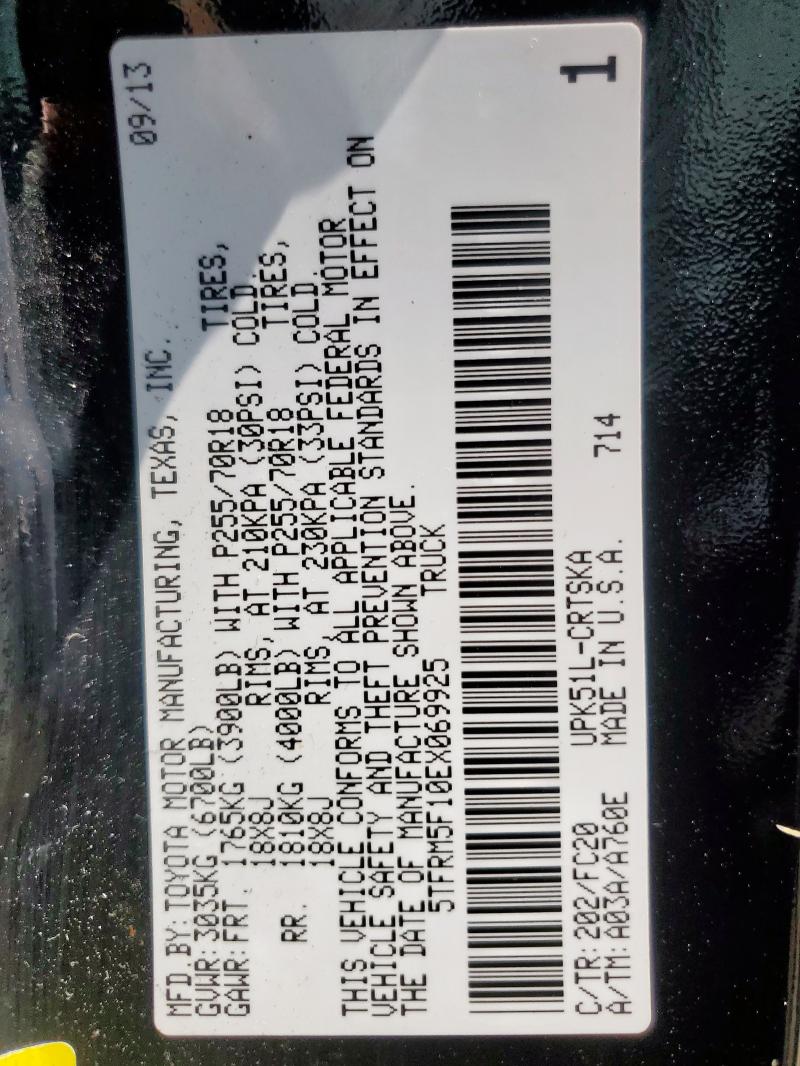 MFD.BY:TOYOTA MOTOR MANUFACTURING, TEXAS, INC. 09/13
GVWR:3035KG (6700LB)
GAWR:FRT. 1765KG (3900LB) WITH P255/70R18 TIRES,
18X8J RIMS, AT 210KPA (30PSI) COLD.
RR. 1810KG (4000LB) WITH P255/70R18 TIRES,
18X8J RIMS, AT 230KPA (33PSI) COLD.
THIS VEHICLE CONFORMS TO ALL APPLICABLE FEDERAL MOTOR
VEHICLE SAFETY AND THEFT PREVENTION STANDARDS IN EFFECT ON
THE DATE OF MANUFACTURE SHOWN ABOVE.
5TFRM5F10EX069925 TRUCK
C/TR:202/FC20 UPK51L-CRTSKA
A/TM:A03A/A760E MADE IN U.S.A. 714
1